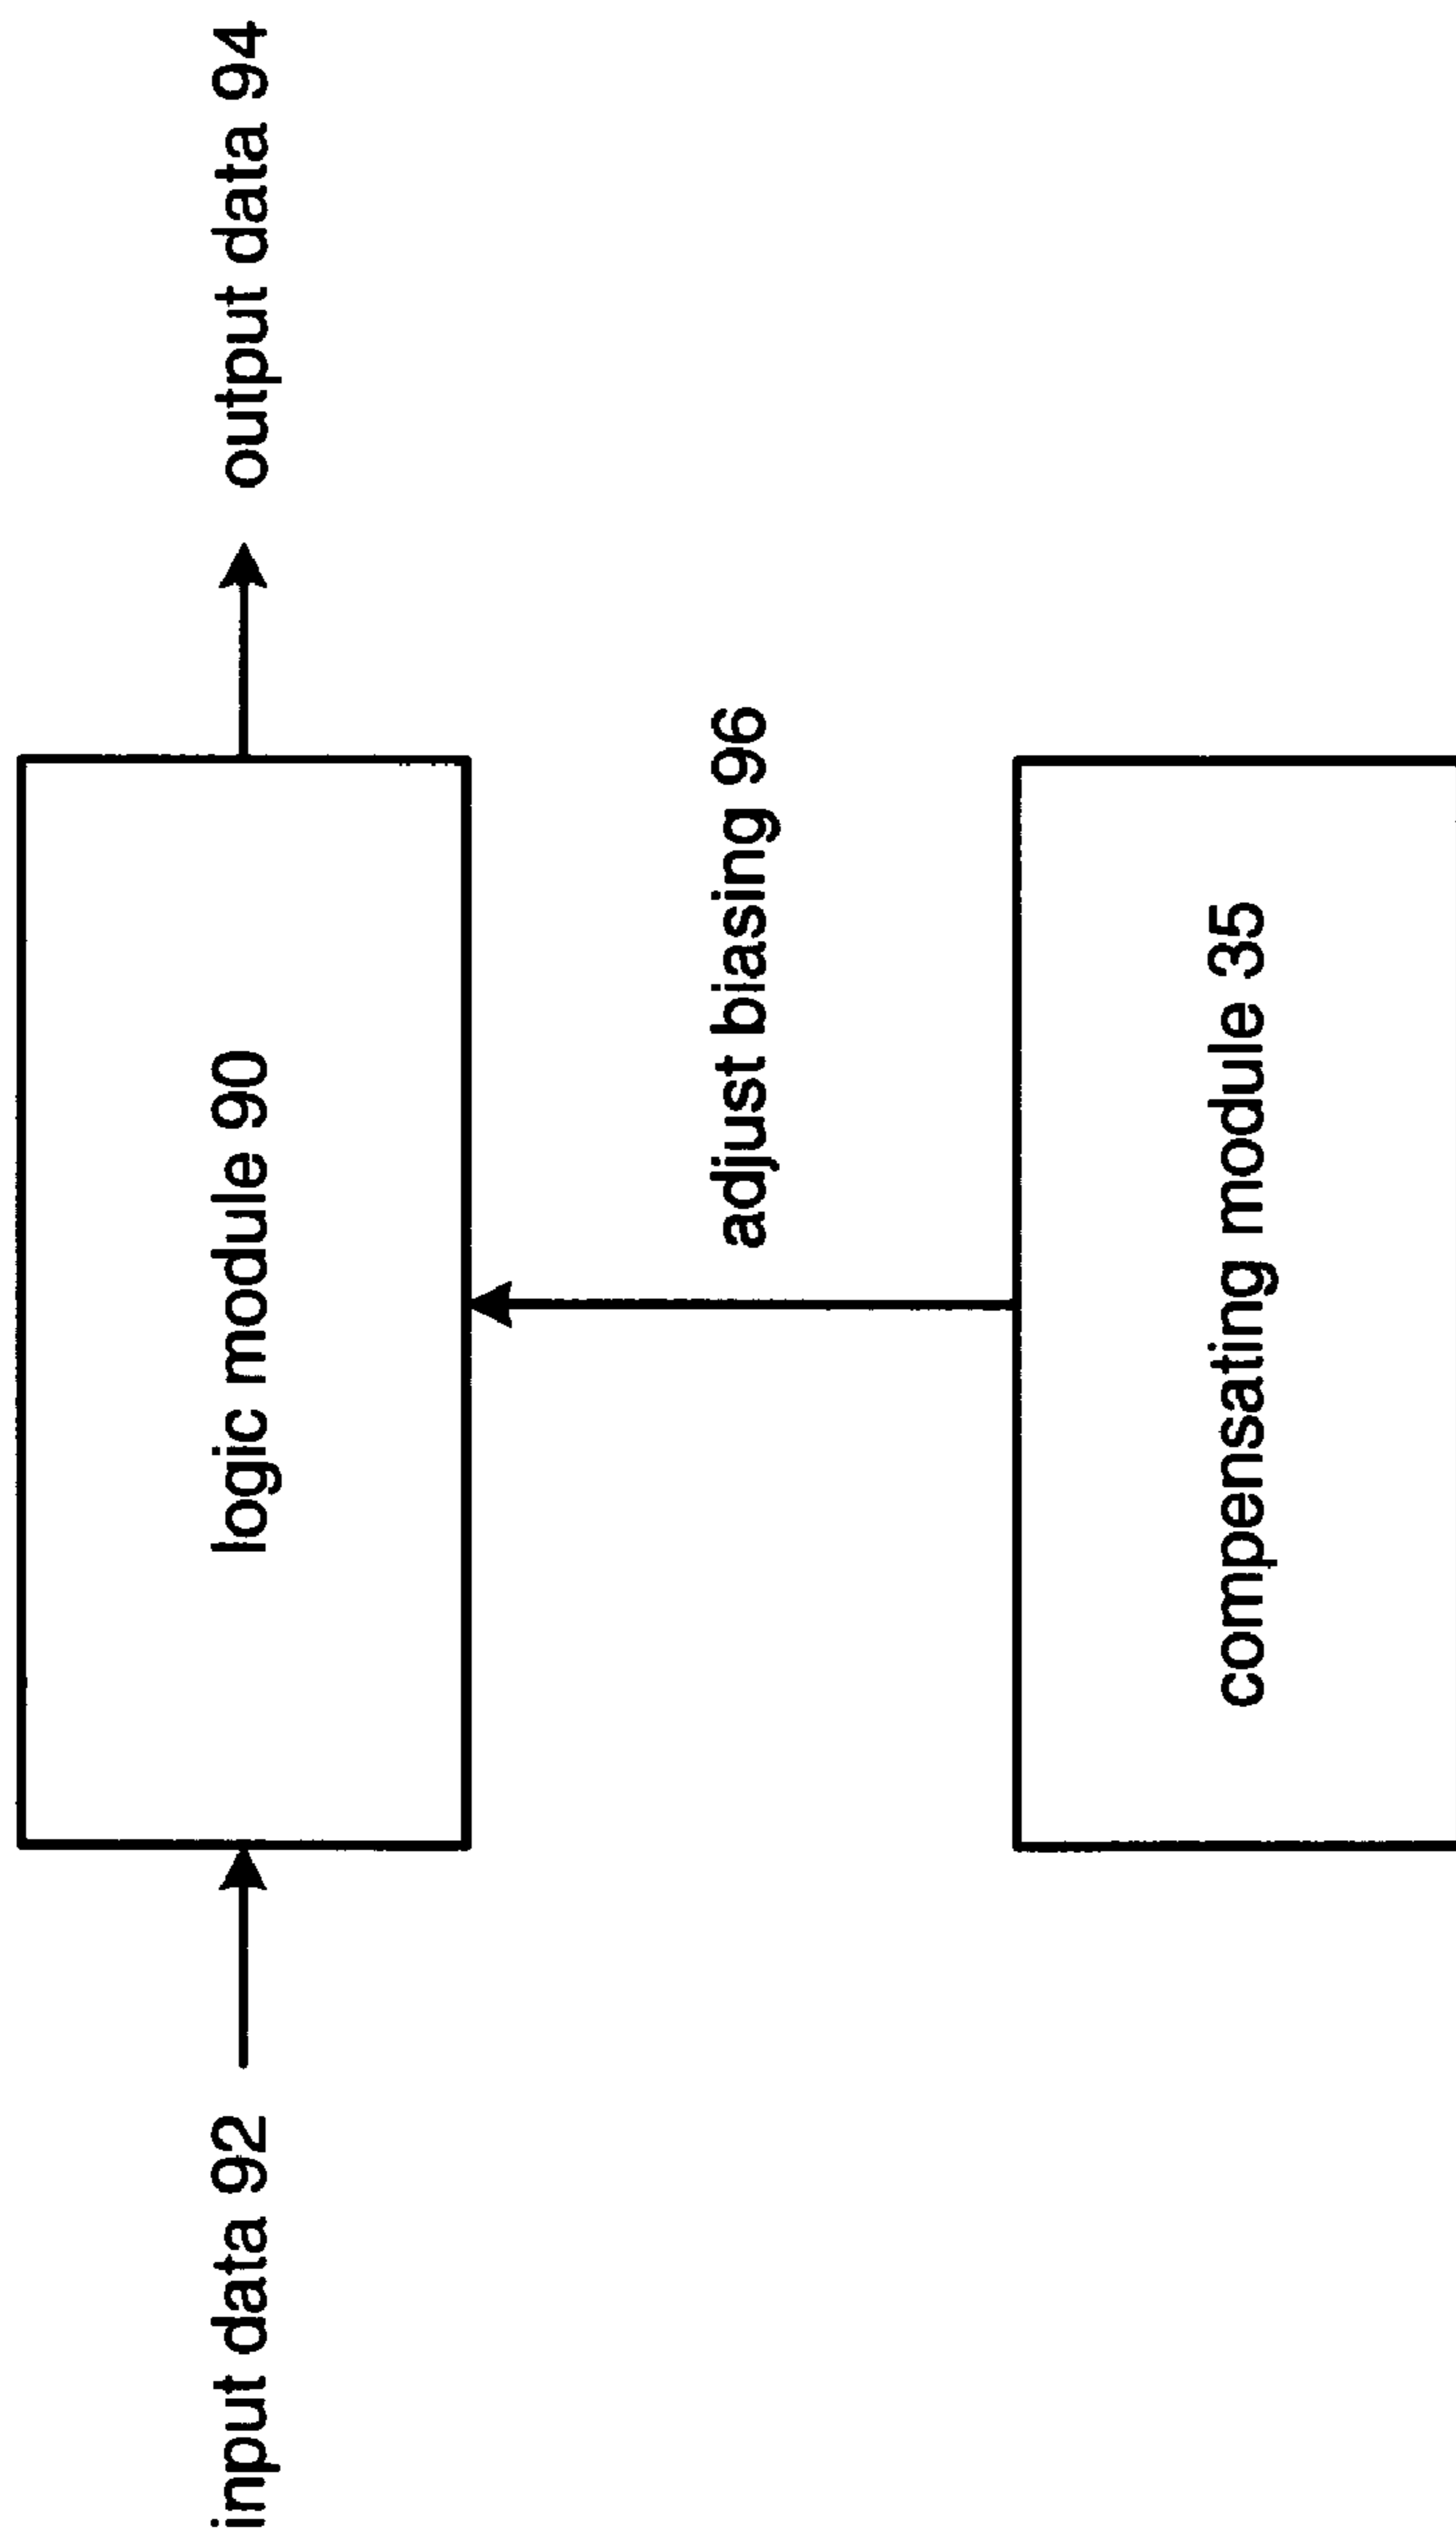 input data 92
logic module 90
output data 94
adjust biasing 96
compensating module 35